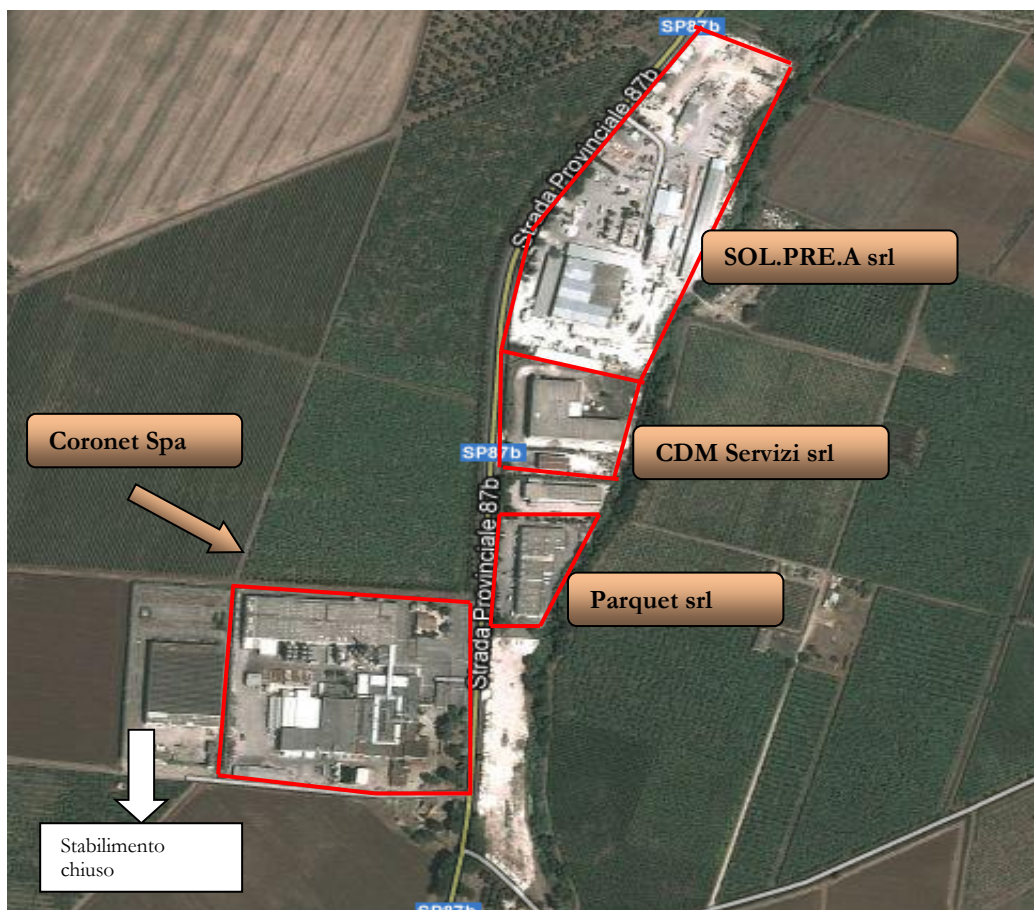 SP87b
Strada Provinciale 87b
SOL.PRE.A srl
Coronet Spa
CDM Servizi srl
SP87b
Strada Provinciale 87b
Parquet srl
Stabilimento
chiuso
SP87b